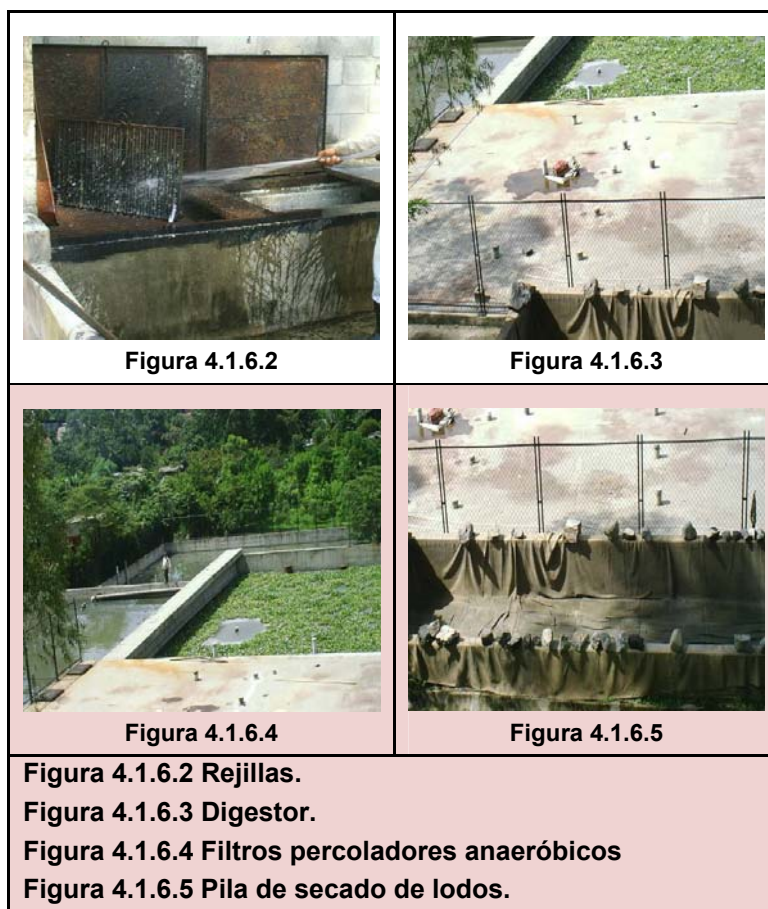 Figura 4.1.6.2
Figura 4.1.6.3
Figura 4.1.6.4
Figura 4.1.6.5
Figura 4.1.6.2 Rejillas.
Figura 4.1.6.3 Digestor.
Figura 4.1.6.4 Filtros percoladores anaeróbicos
Figura 4.1.6.5 Pila de secado de lodos.